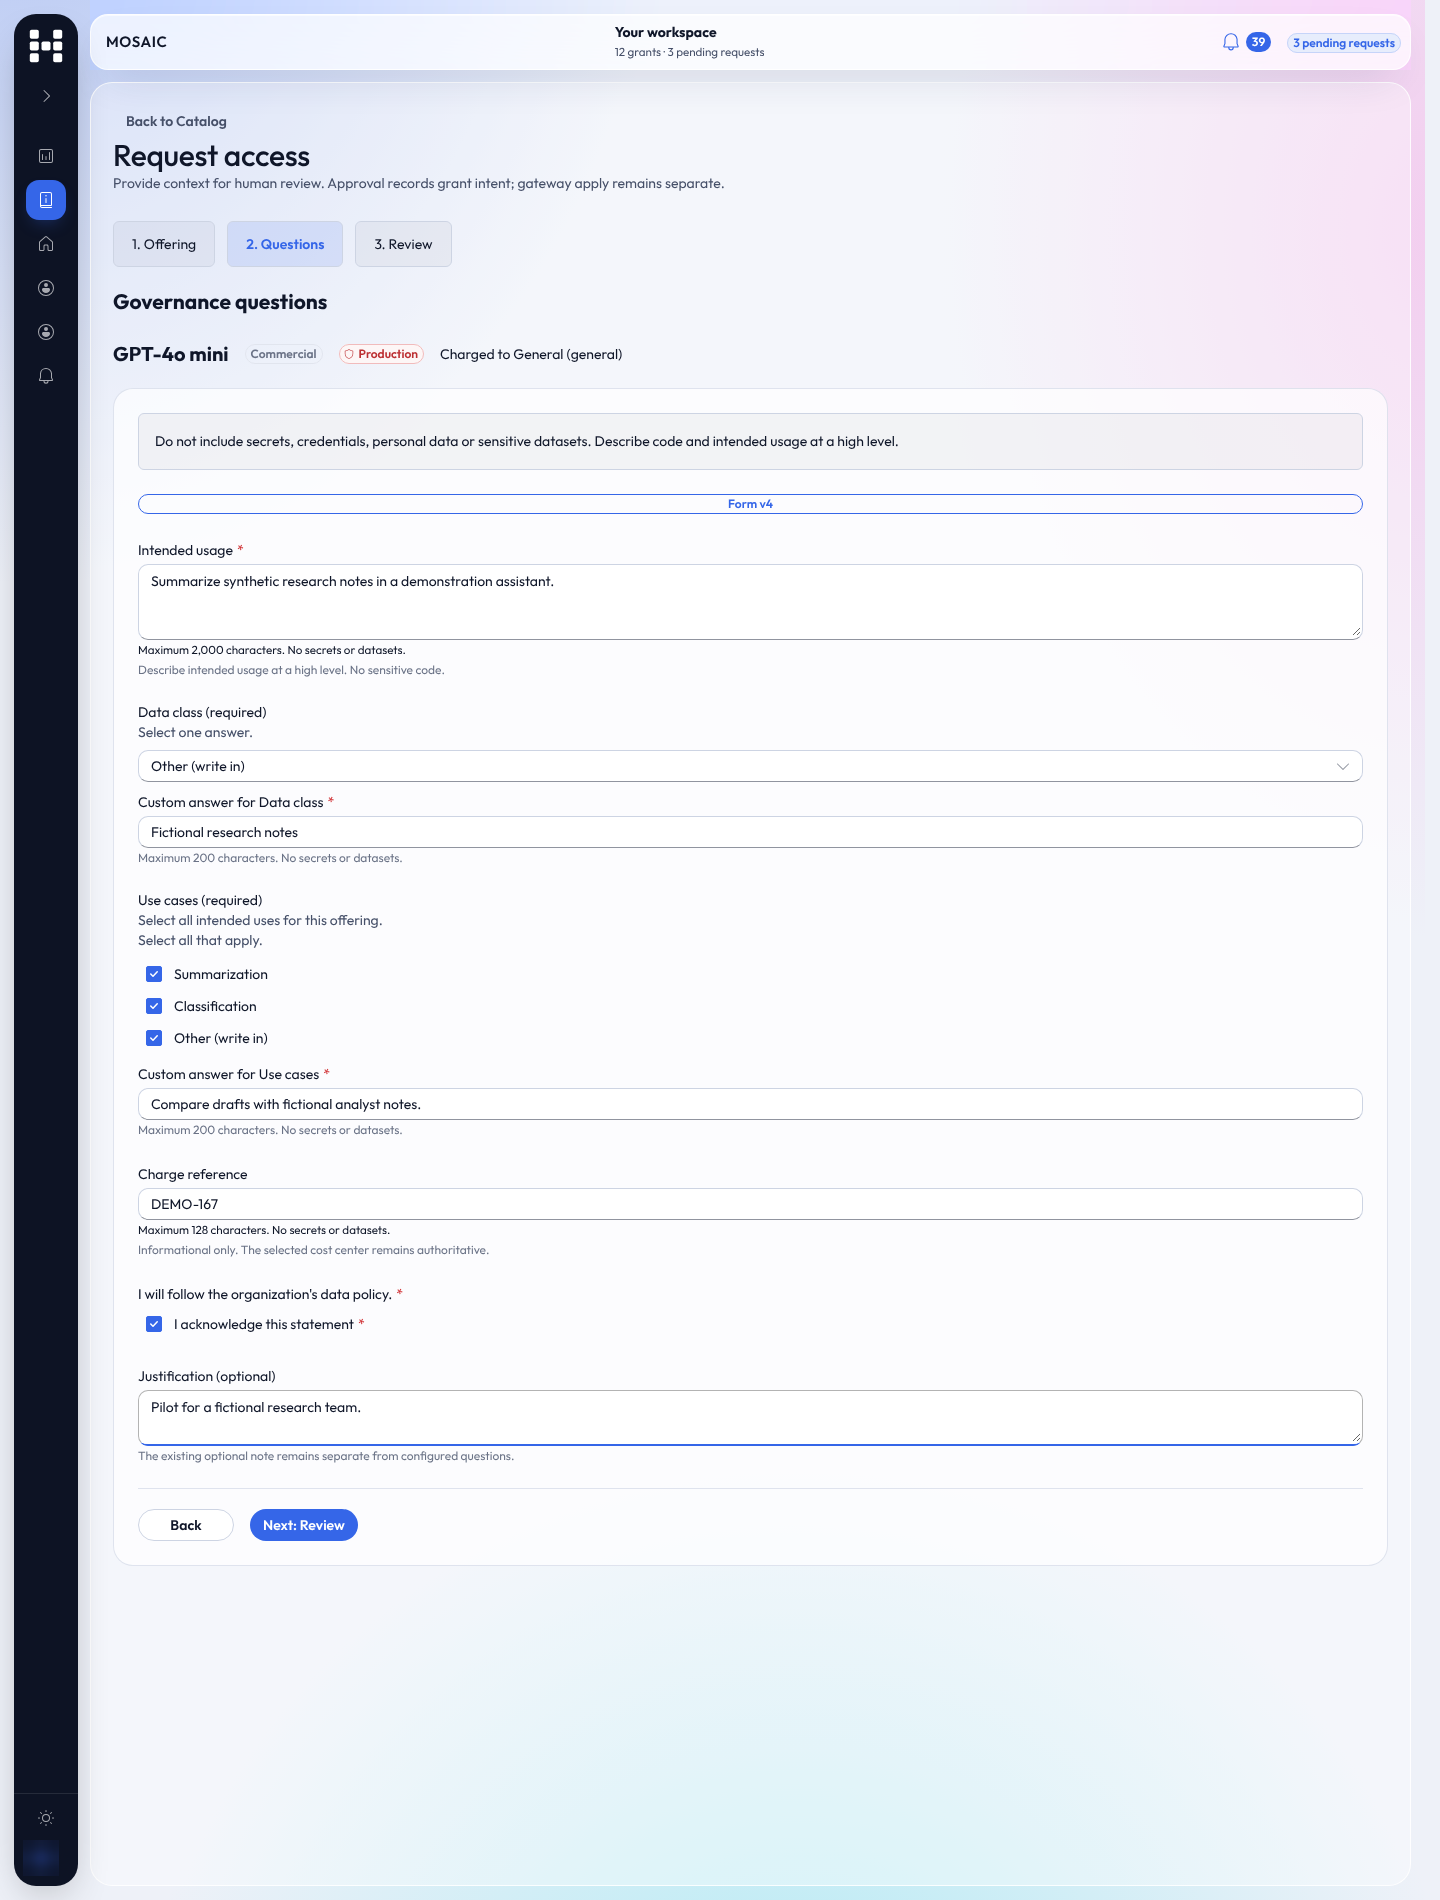 MOSAIC
Your workspace
12 grants · 3 pending requests
39
3 pending requests
Back to Catalog
Request access
Provide context for human review. Approval records grant intent; gateway apply remains separate.
1. Offering
2. Questions
3. Review
Governance questions
GPT-4o mini
Commercial
Production
Charged to General (general)
Do not include secrets, credentials, personal data or sensitive datasets. Describe code and intended usage at a high level.
Form v4
Intended usage *
Summarize synthetic research notes in a demonstration assistant.
Maximum 2,000 characters. No secrets or datasets.
Describe intended usage at a high level. No sensitive code.
Data class (required)
Select one answer.
Other (write in)
Custom answer for Data class *
Fictional research notes
Maximum 200 characters. No secrets or datasets.
Use cases (required)
Select all intended uses for this offering.
Select all that apply.
Summarization
Classification
Other (write in)
Custom answer for Use cases *
Compare drafts with fictional analyst notes.
Maximum 200 characters. No secrets or datasets.
Charge reference
DEMO-167
Maximum 128 characters. No secrets or datasets.
Informational only. The selected cost center remains authoritative.
I will follow the organization's data policy. *
I acknowledge this statement *
Justification (optional)
Pilot for a fictional research team.
The existing optional note remains separate from configured questions.
Back
Next: Review